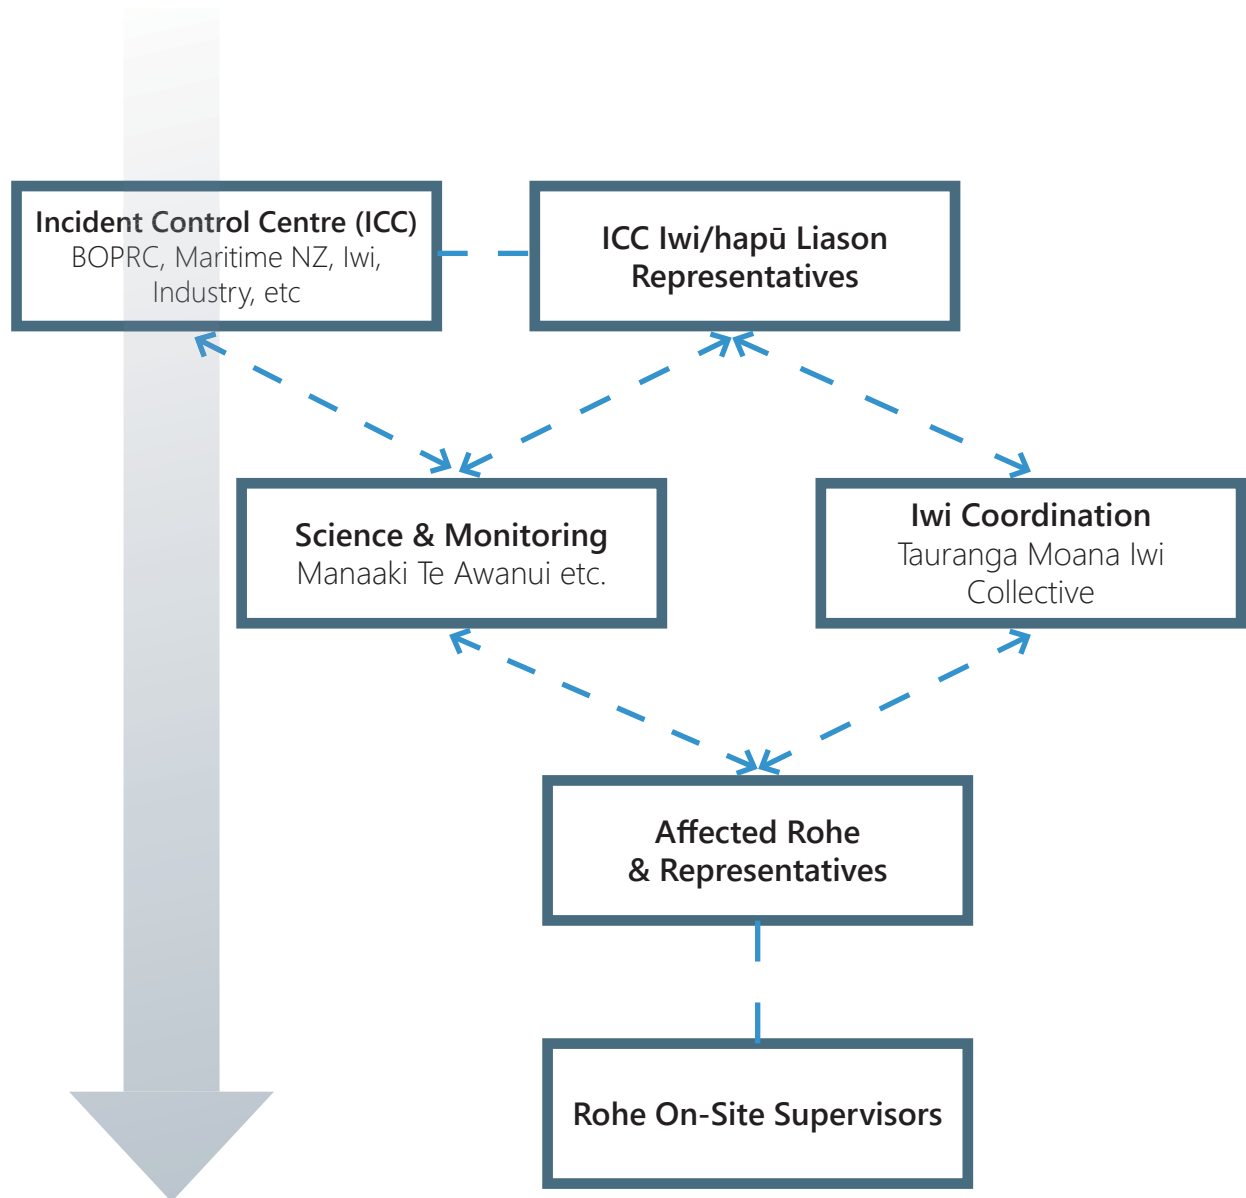 Incident Control Centre (ICC)
BOPRC, Maritime NZ, Iwi,
Industry, etc
ICC Iwi/hapū Liason
Representatives
Science & Monitoring
Manaaki Te Awanui etc.
Iwi Coordination
Tauranga Moana Iwi
Collective
Affected Rohe
& Representatives
Rohe On-Site Supervisors